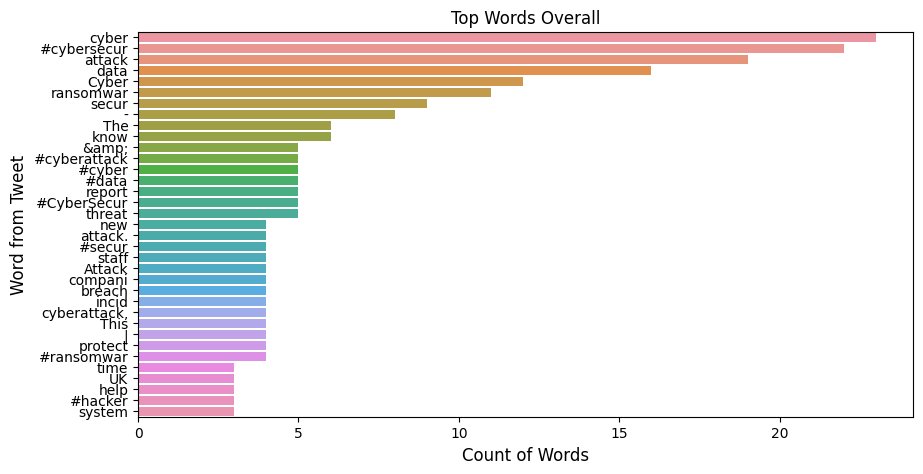 Top Words Overall
cyber
#cybersecur
attack
data
Cyber
ransomwar
secur
-
The
know
&amp;
#cyberattack
#cyber
#data
report
#CyberSecur
threat
new
attack.
#secur
staff
Attack
compani
breach
incid
cyberattack,
This
protect
#ransomwar
time
UK
help
#hacker
system
Word from Tweet
0 5 10 15 20
Count of Words